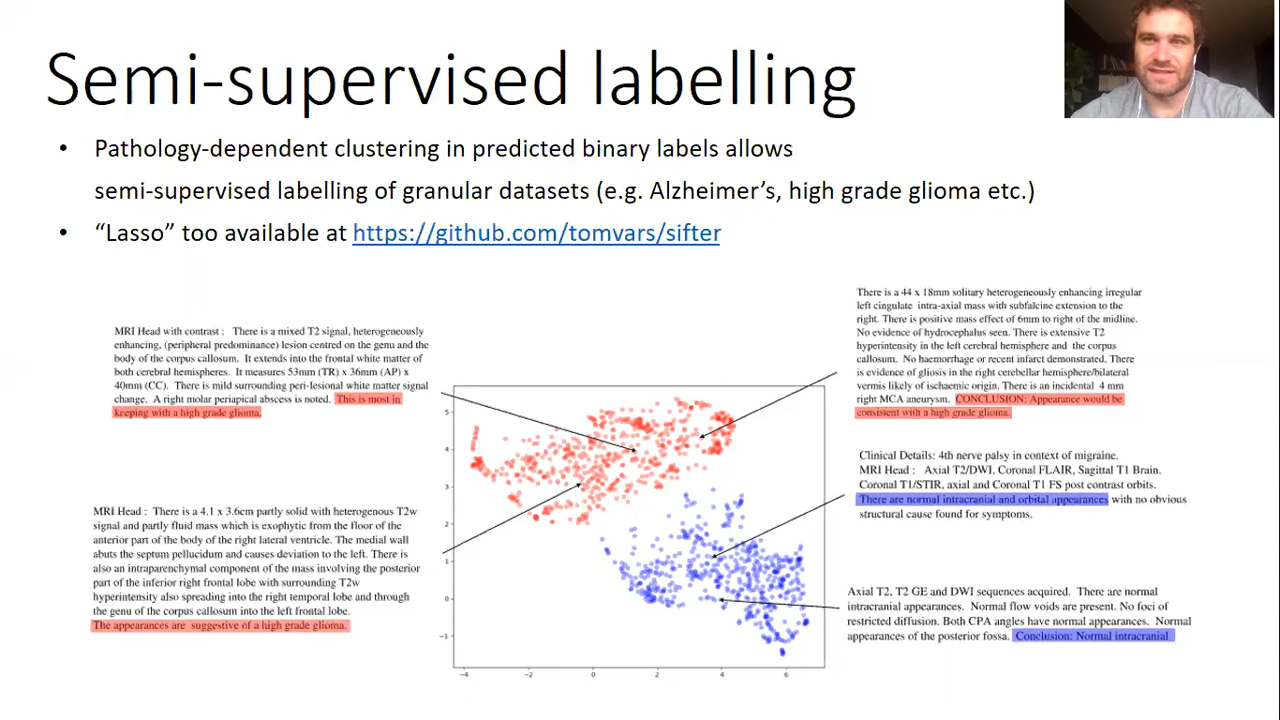 Semi-supervised labelling
• Pathology-dependent clustering in predicted binary labels allows
semi-supervised labelling of granular datasets (e.g. Alzheimer's, high grade glioma etc.)
• “Lasso” too available at https://github.com/tomvars/sifter
MRI Head with contrast : There is a mixed T2 signal, heterogeneously
enhancing, (peripheral predominance) lesion centred on the genu and the
body of the corpus callosum. It extends into the frontal white matter of
both cerebral hemispheres. It measures 53mm (TR) x 36mm (AP) x
40mm (CC). There is mild surrounding peri-lesional white matter signal
change. A right molar periapical abscess is noted. This is most in
keeping with a high grade glioma.
MRI Head : There is a 4.1 x 3.6cm partly solid with heterogenous T2w
signal and partly fluid mass which is exophytic from the floor of the
anterior part of the body of the right lateral ventricle. The medial wall
abuts the septum pellucidum and causes deviation to the left. There is
also an intraparenchymal component of the mass involving the posterior
part of the inferior right frontal lobe with surrounding T2w
hyperintensity also spreading into the right temporal lobe and through
the genu of the corpus callosum into the left frontal lobe.
The appearances are suggestive of a high grade glioma.
There is a 44 x 18mm solitary heterogeneously enhancing irregular
left cingulate intra-axial mass with subfalcine extension to the
right. There is positive mass effect of 6mm to right of the midline.
No evidence of hydrocephalus seen. There is extensive T2
hyperintensity in the left cerebral hemisphere and the corpus
callosum. No haemorrhage or recent infarct demonstrated. There
is evidence of gliosis in the right cerebellar hemisphere/bilateral
vermis likely of ischaemic origin. There is an incidental 4 mm
right MCA aneurysm. CONCLUSION: Appearance would be
consistent with a high grade glioma.
Clinical Details: 4th nerve palsy in context of migraine.
MRI Head : Axial T2/DWI, Coronal FLAIR, Sagittal T1 Brain,
Coronal T1/STIR, axial and Coronal T1 FS post contrast orbits.
There are normal intracranial and orbital appearances with no obvious
structural cause found for symptoms.
Axial T2, T2 GE and DWI sequences acquired. There are normal
intracranial appearances. Normal flow voids are present. No foci of
restricted diffusion. Both CPA angles have normal appearances. Normal
appearances of the posterior fossa. Conclusion: Normal intracranial
5
4
3
2
1
0
−1
−4 −2 0 2 4 6